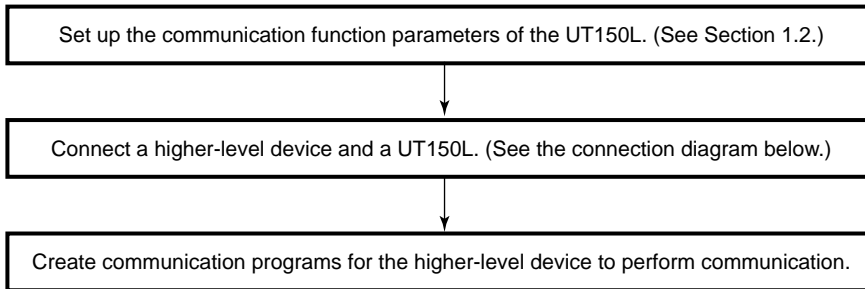 Set up the communication function parameters of the UT150L. (See Section 1.2.)
Connect a higher-level device and a UT150L. (See the connection diagram below.)
Create communication programs for the higher-level device to perform communication.